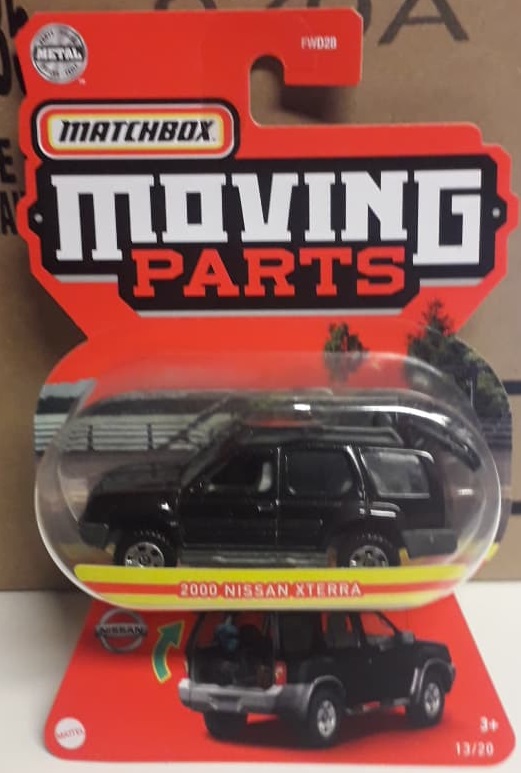 FWD28
METAL
MATCHBOX
MOVING
PARTS
2000 NISSAN XTERRA
NISSAN
MATTEL
3+
13/20